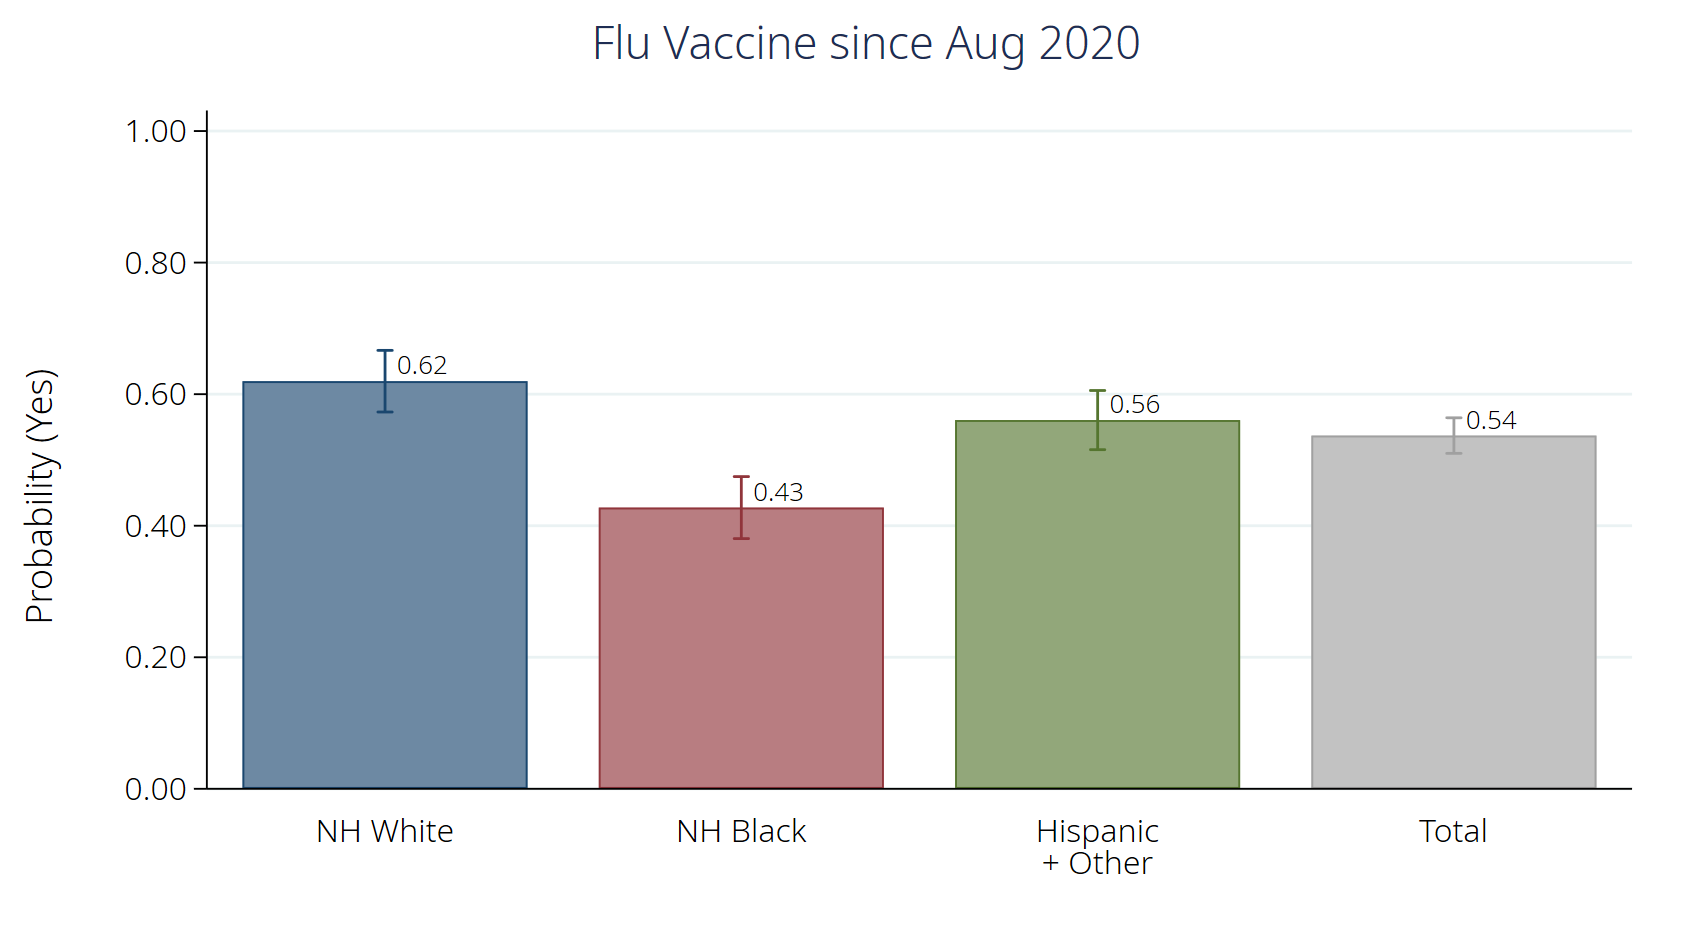 Flu Vaccine since Aug 2020
Probability (Yes)
1.00
0.80
0.60
0.40
0.20
0.00
0.62
0.43
0.56
0.54
NH White
NH Black
Hispanic
+ Other
Total